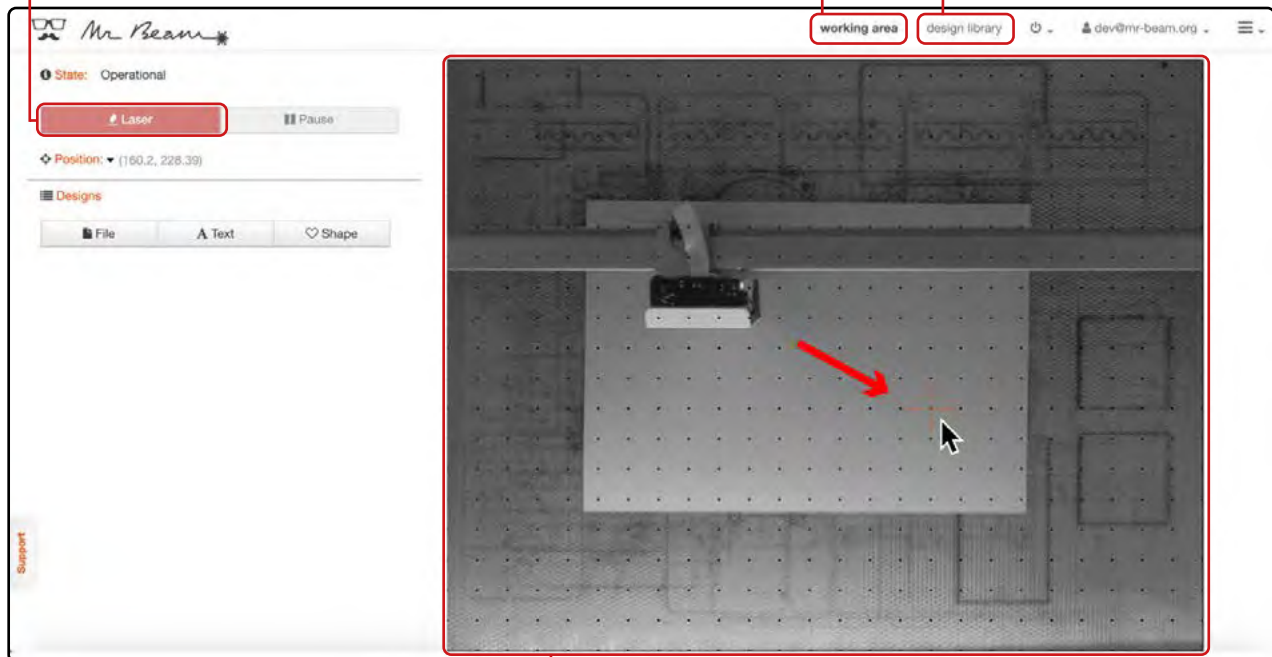 Mr Beam
working area design library dev@mr-beam.org
State: Operational
Laser Pause
Position: (160.2, 228.39)
Designs
File A Text Shape
Support